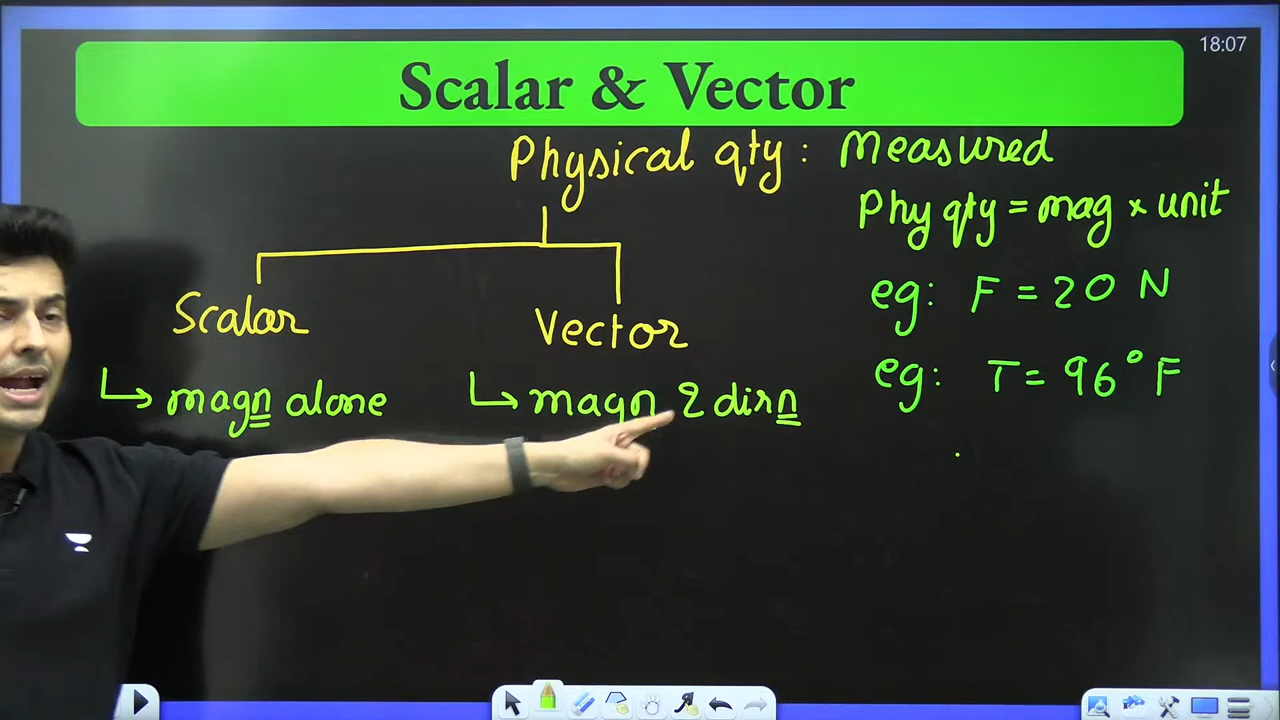 18:07
Scalar & Vector
Physical qty : Measured
Phy qty = mag × unit
eg: F = 20 N
Scalar
Vector
eg: T = 96° F
↳ magn alone
↳ magn & dirn